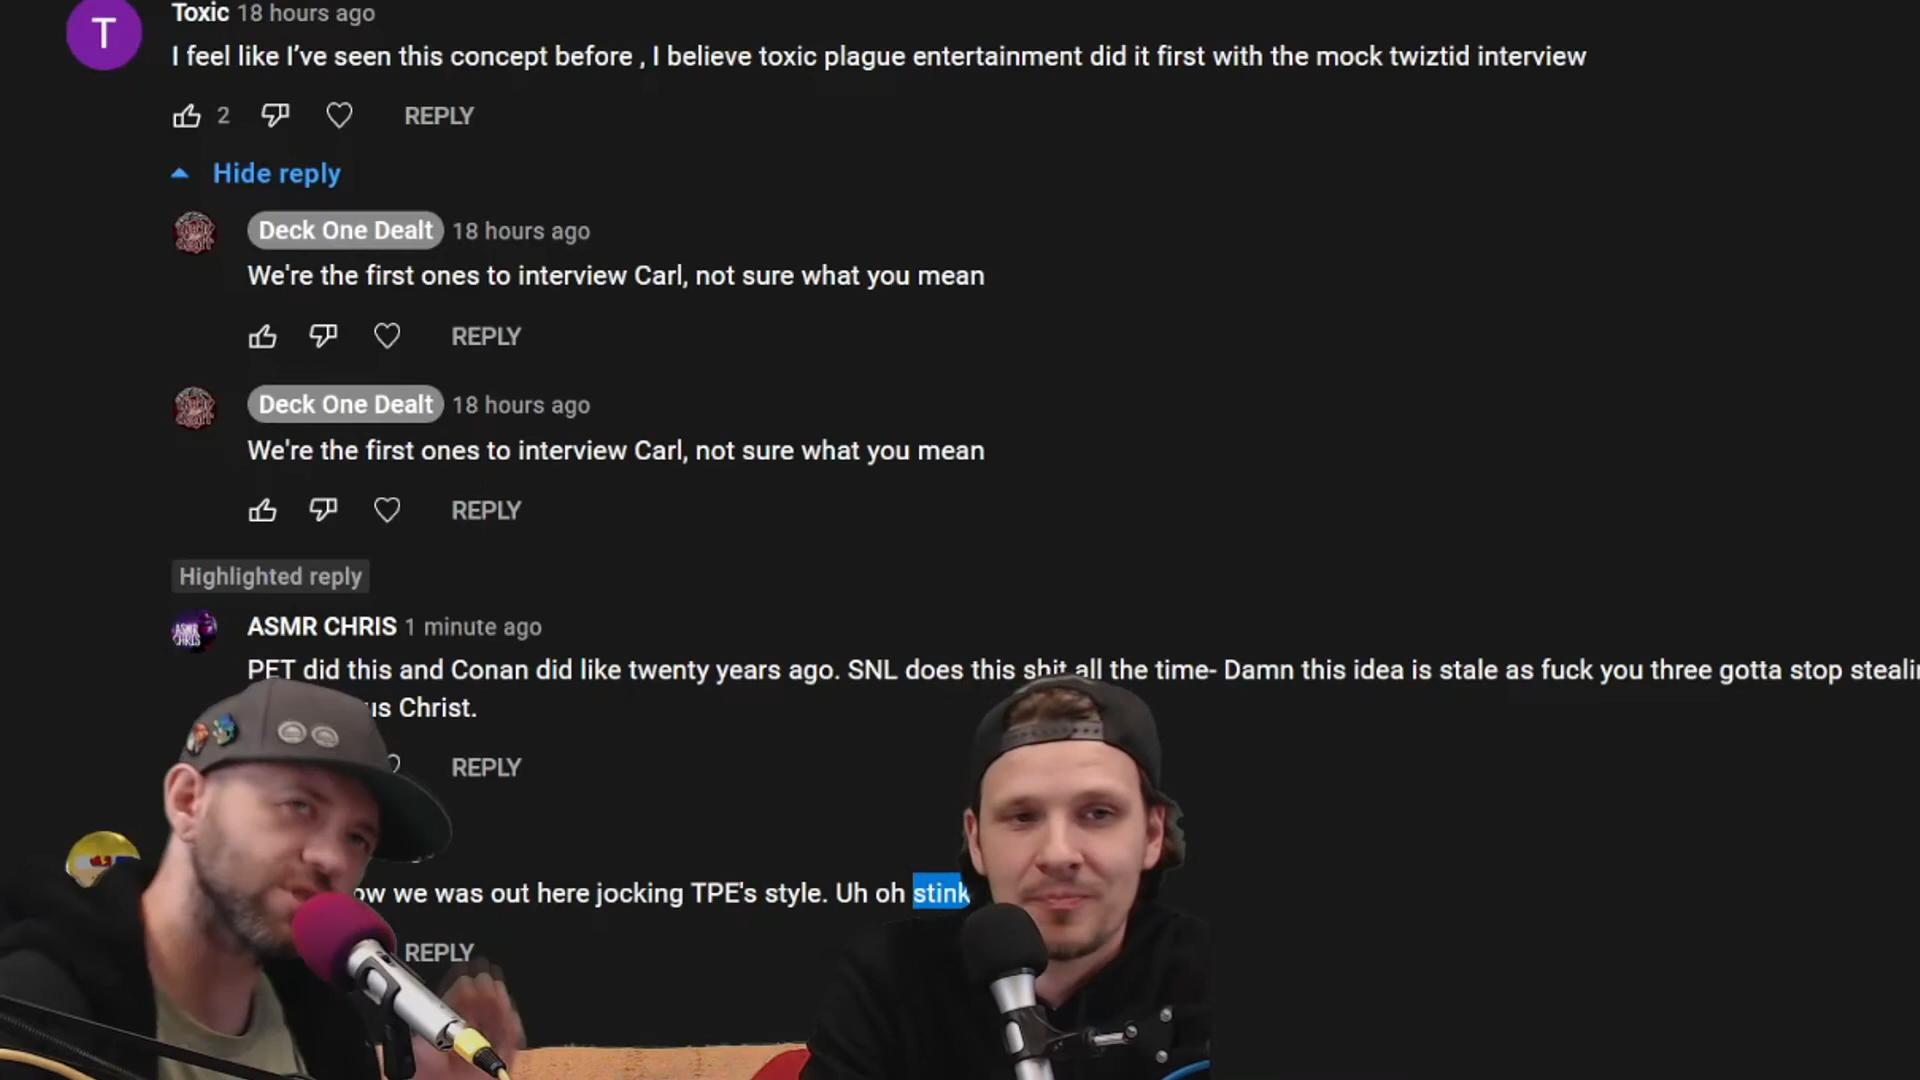 Toxic 18 hours ago
I feel like I’ve seen this concept before , I believe toxic plague entertainment did it first with the mock twiztid interview
2 REPLY
Hide reply
Deck One Dealt 18 hours ago
We're the first ones to interview Carl, not sure what you mean
REPLY
Deck One Dealt 18 hours ago
We're the first ones to interview Carl, not sure what you mean
REPLY
Highlighted reply
ASMR CHRIS
ASMR CHRIS 1 minute ago
PET did this and Conan did like twenty years ago. SNL does this shit all the time- Damn this idea is stale as fuck you three gotta stop
Christ.
REPLY
we was out here jocking TPE's style. Uh oh
REPLY